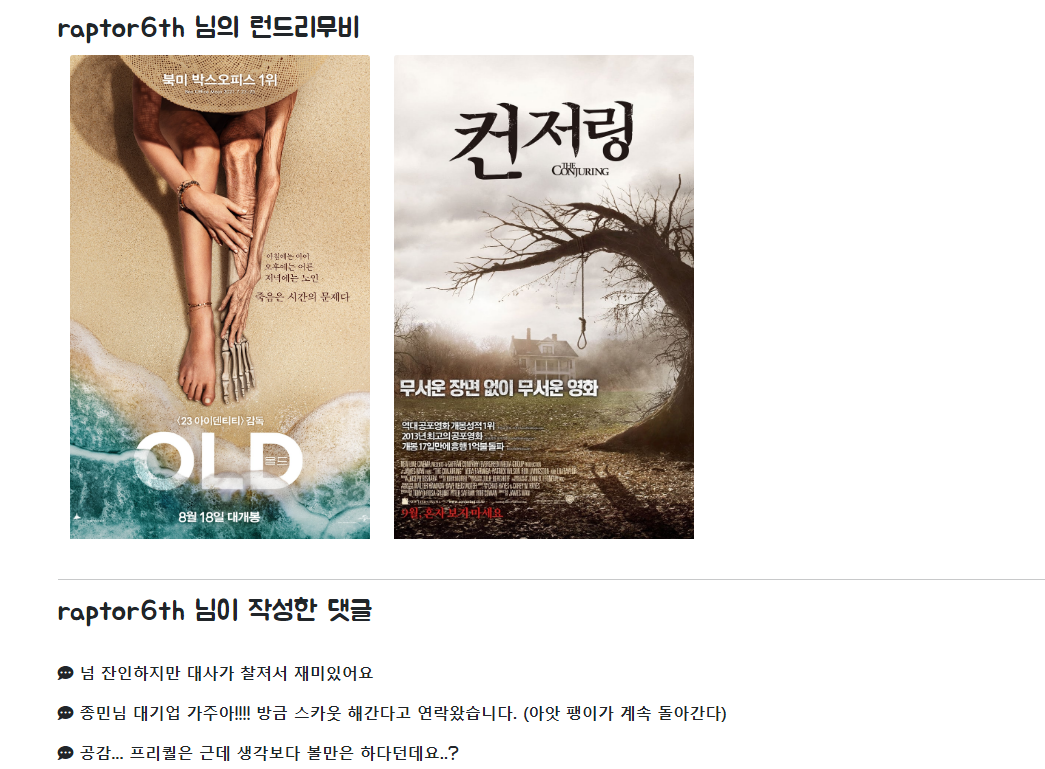 raptor6th 님의 런드리무비
북미 박스오피스 1위
아침에는 아이
오후에는 어른
저녁에는 노인
죽음은 시간의 문제다
<23 아이덴티티> 감독
OLD
올드
8월 18일 대개봉
컨저링
THE
CONJURING
무서운 장면 없이 무서운 영화
역대 공포영화 개봉성적 1위
2013년 최고의 공포영화
개봉 17일만에 흥행 1억불 돌파
9월, 혼자 보지 마세요
raptor6th 님이 작성한 댓글
넘 잔인하지만 대사가 찰져서 재미있어요
종민님 대기업 가주아!!!! 방금 스카웃 해간다고 연락왔습니다. (아앗 팽이가 계속 돌아간다)
공감... 프리퀄은 근데 생각보다 볼만은 하다던데요..?